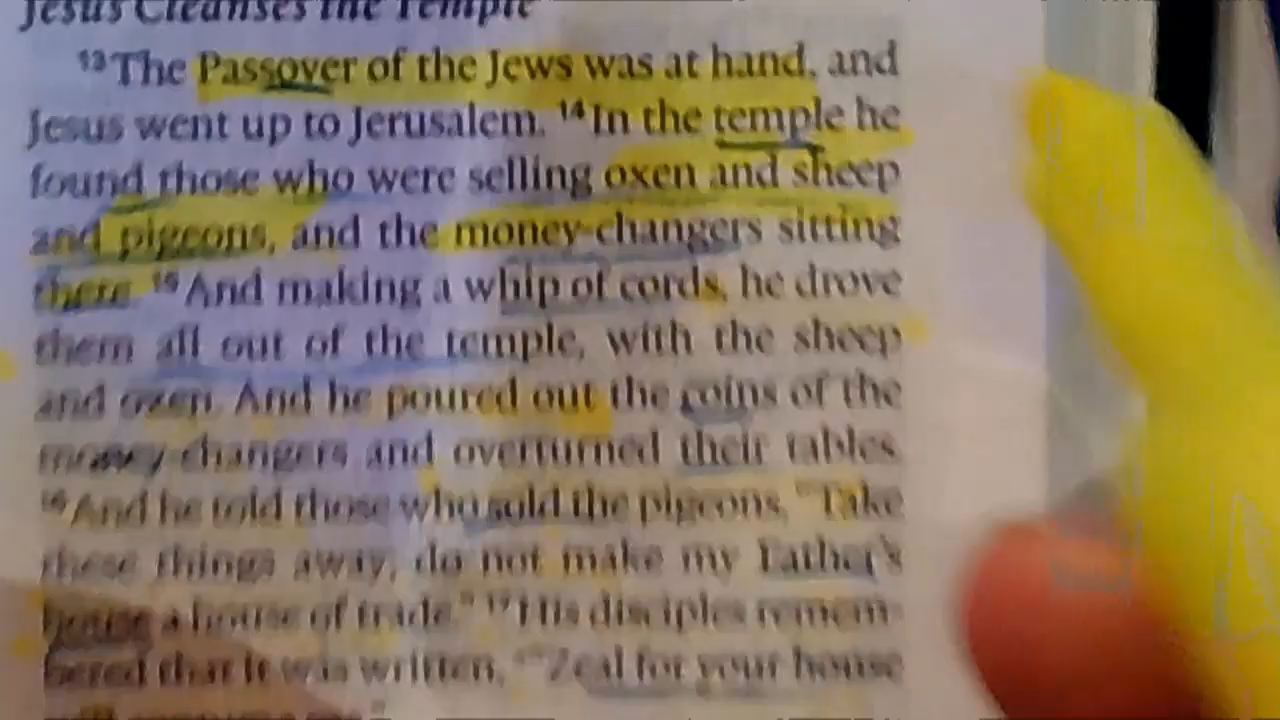 Jesus Cleanses the Temple
13 The Passover of the Jews was at hand, and
Jesus went up to Jerusalem. 14 In the temple he
found those who were selling oxen and sheep
and pigeons, and the money-changers sitting
there. 15 And making a whip of cords, he drove
them all out of the temple, with the sheep
and oxen. And he poured out the coins of the
money-changers and overturned their tables.
16 And he told those who sold the pigeons, "Take
these things away; do not make my Father's
house a house of trade." 17 His disciples remem-
bered that it was written, "Zeal for your house